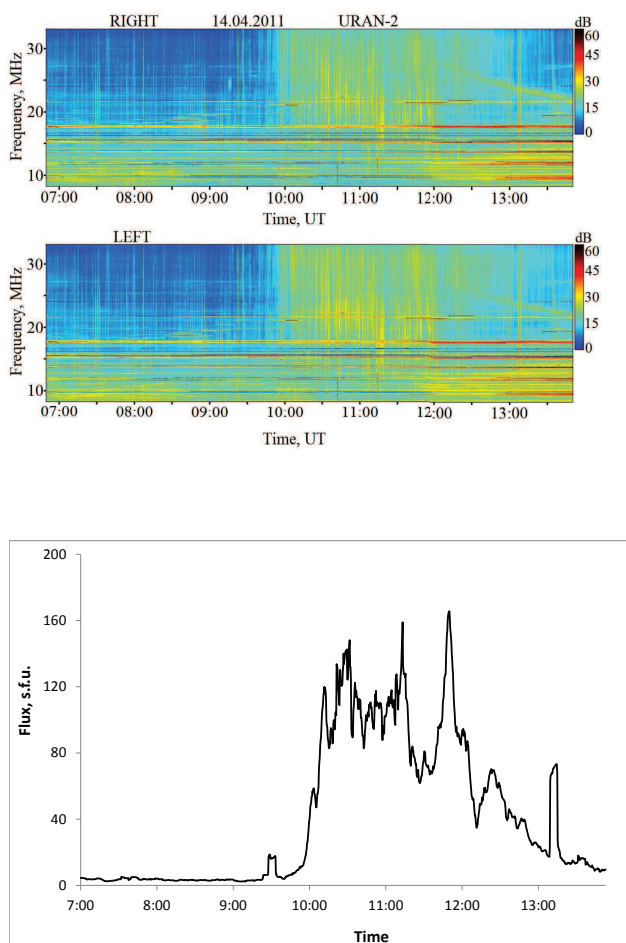 RIGHT 14.04.2011 URAN-2
dB
60
45
30
15
0
Frequency, MHz
30
20
10
07:00 08:00 09:00 10:00 11:00 12:00 13:00
Time, UT
LEFT
dB
60
45
30
15
0
Frequency, MHz
30
20
10
07:00 08:00 09:00 10:00 11:00 12:00 13:00
Time, UT
200
160
120
80
40
0
Flux, s.f.u.
7:00 8:00 9:00 10:00 11:00 12:00 13:00
Time